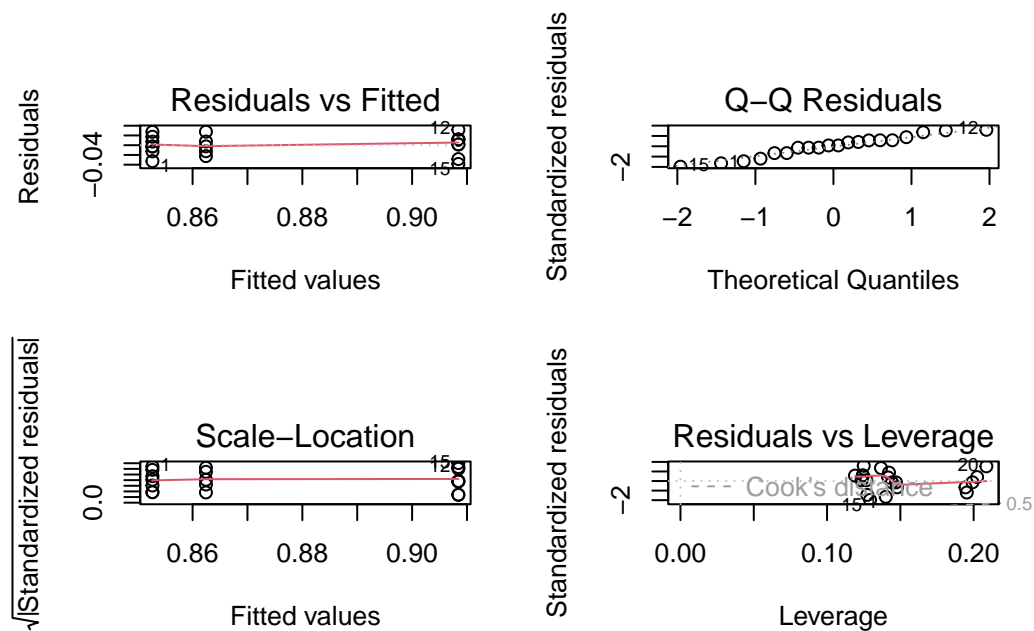 Residuals vs Fitted
Residuals
−0.04
12
1
15
0.86 0.88 0.90
Fitted values
Q−Q Residuals
Standardized residuals
−2
15
1
12
−2 −1 0 1 2
Theoretical Quantiles
Scale−Location
√|Standardized residuals|
0.0
1
15
12
0.86 0.88 0.90
Fitted values
Residuals vs Leverage
Standardized residuals
−2
20
Cook's distance
15
1
0.5
0.00 0.10 0.20
Leverage